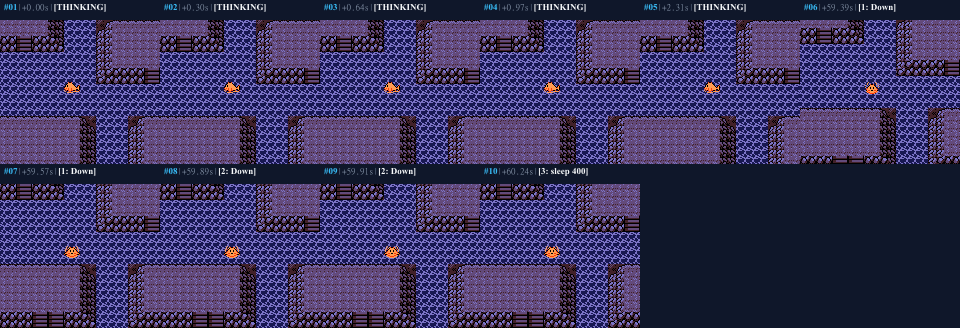 #01|+0.00s|[THINKING] #02|+0.30s|[THINKING] #03|+0.64s|[THINKING] #04|+0.97s|[THINKING] #05|+2.31s|[THINKING] #06|+59.39s|[1: Down]
#07|+59.57s|[1: Down] #08|+59.89s|[2: Down] #09|+59.91s|[2: Down] #10|+60.24s|[3: sleep 400]